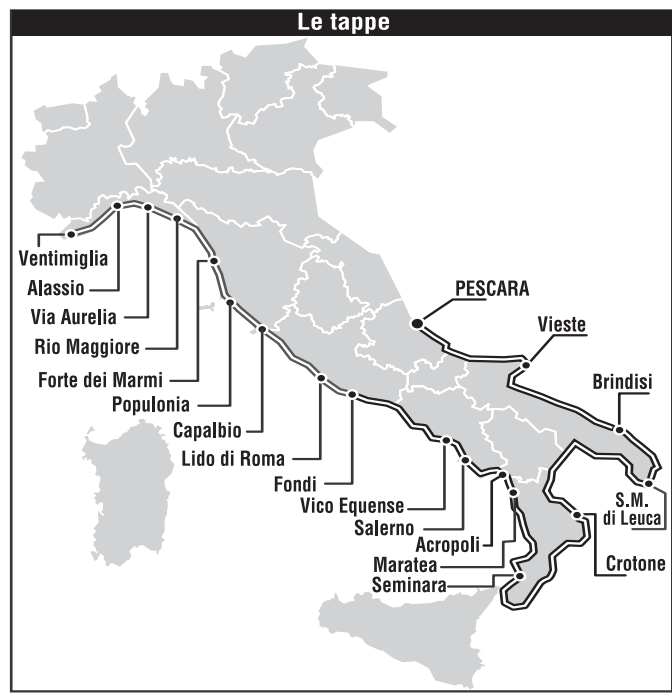 Le tappe
Ventimiglia
Alassio
Via Aurelia
Rio Maggiore
Forte dei Marmi
Populonia
Capalbio
Lido di Roma
Fondi
Vico Equense
Salerno
Acropoli
Maratea
Seminara
PESCARA
Vieste
Brindisi
S.M.
di Leuca
Crotone